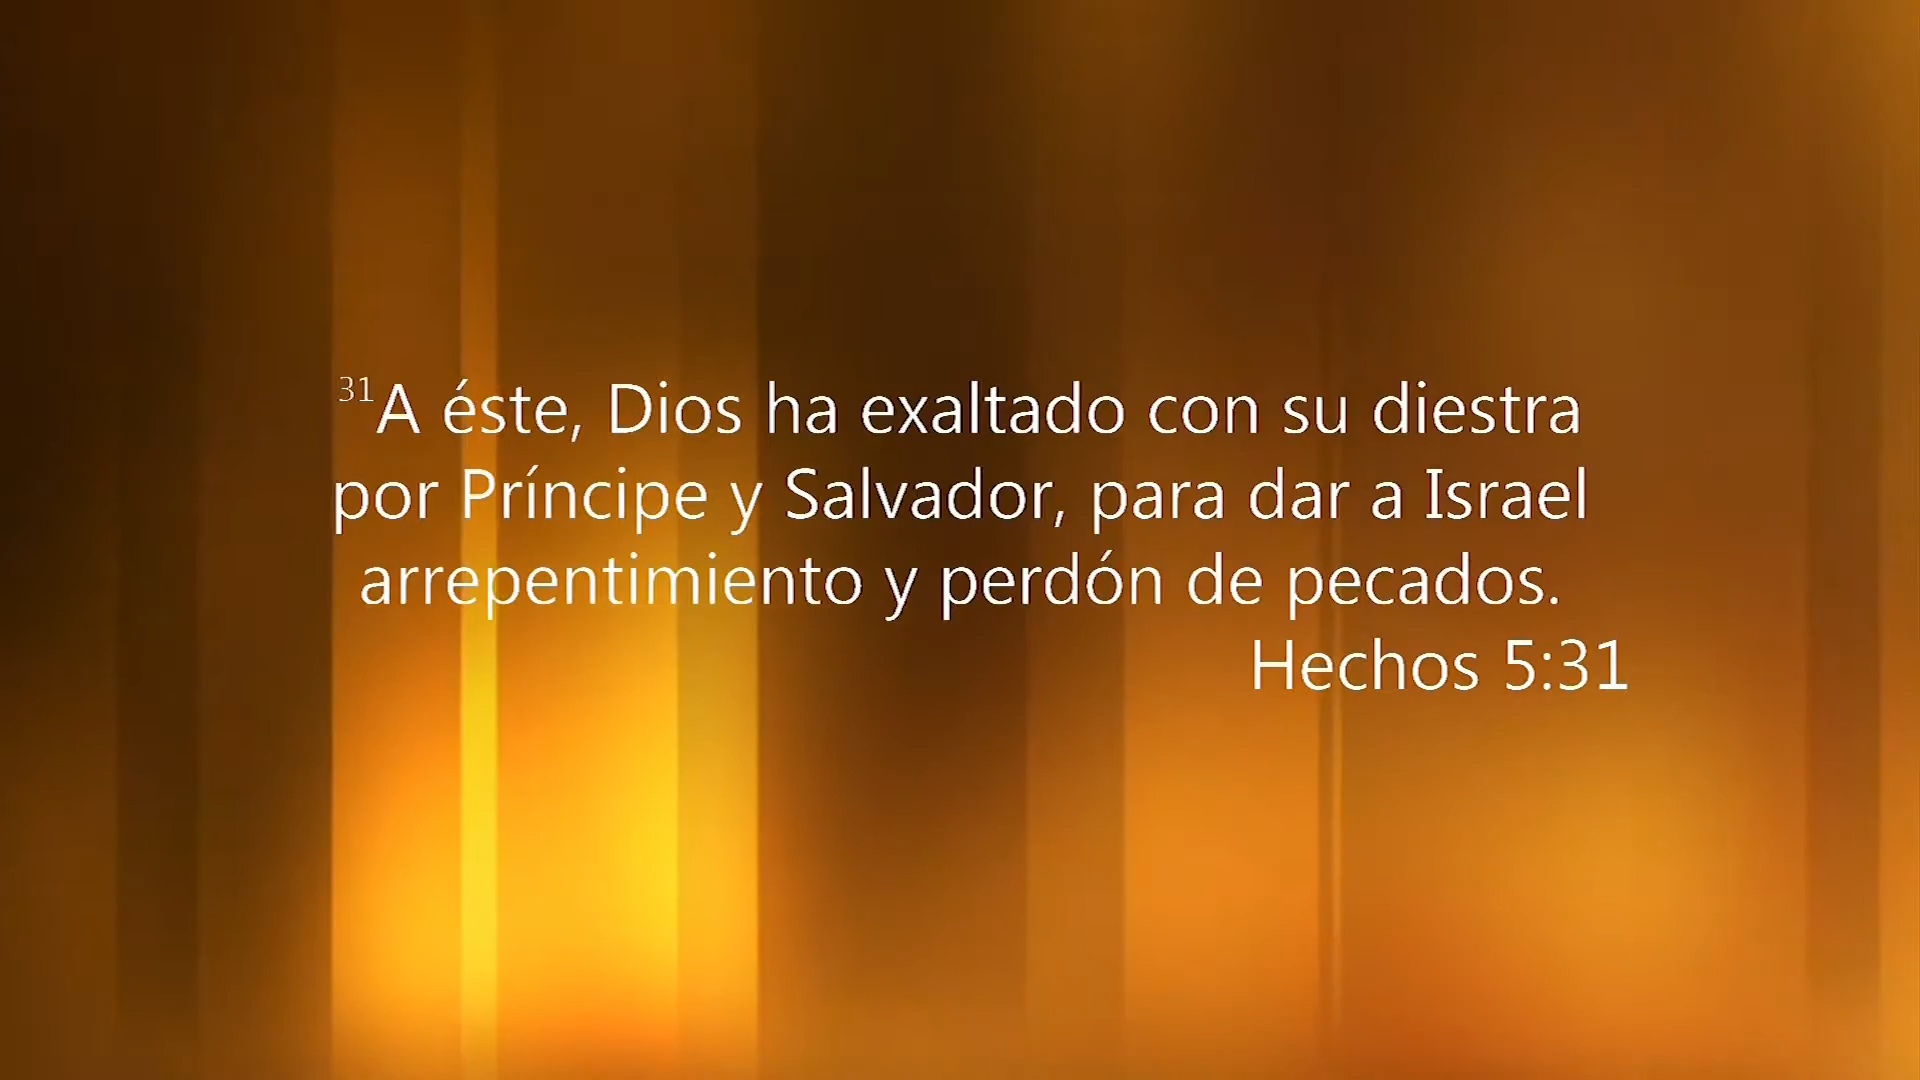 31A éste, Dios ha exaltado con su diestra
por Príncipe y Salvador, para dar a Israel
arrepentimiento y perdón de pecados.
Hechos 5:31